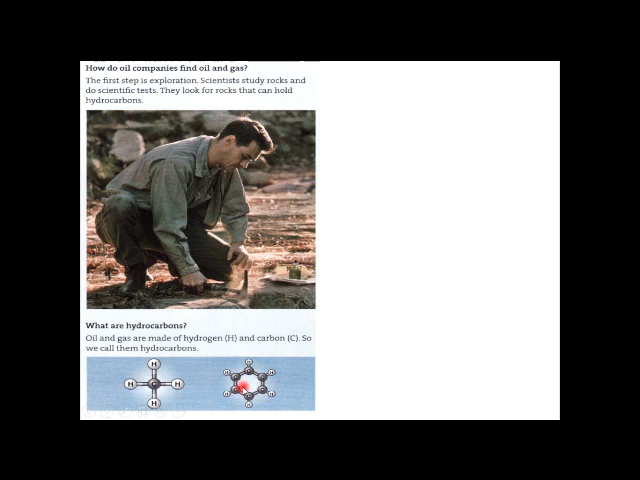 How do oil companies find oil and gas?
The first step is exploration. Scientists study rocks and
do scientific tests. They look for rocks that can hold
hydrocarbons.
What are hydrocarbons?
Oil and gas are made of hydrogen (H) and carbon (C). So
we call them hydrocarbons.
H
H C H
H
H
H H
H H
H